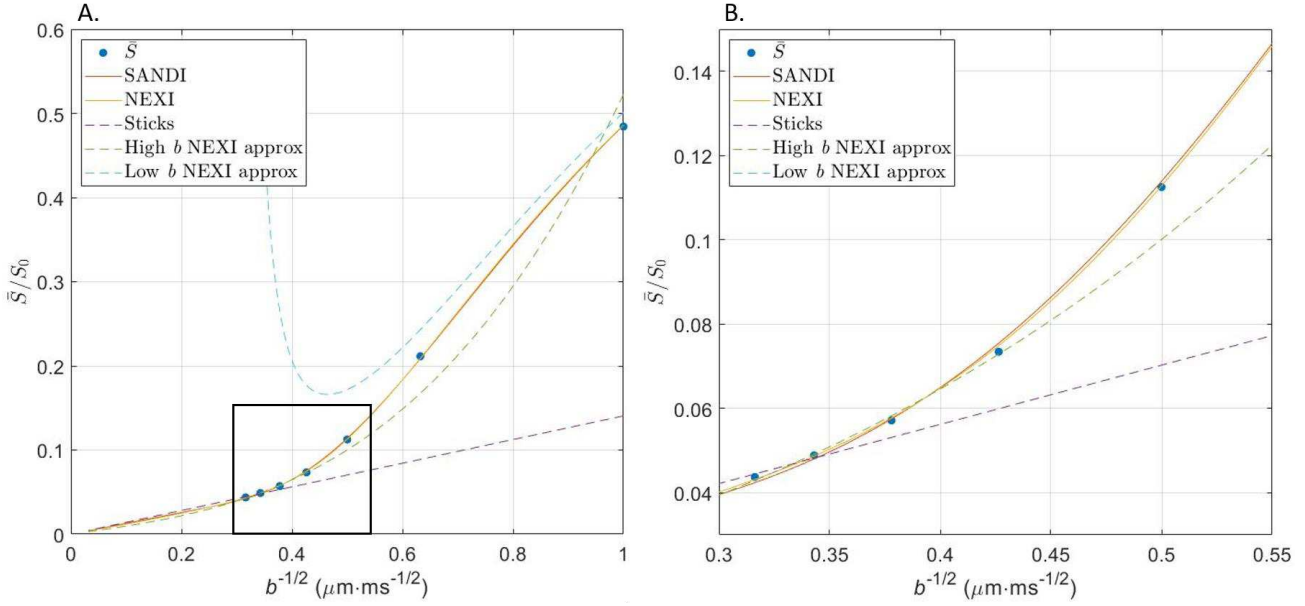 A.
0.6
0.5
0.4
0.3
0.2
0.1
0
S̄/S₀
S̄
SANDI
NEXI
Sticks
High b NEXI approx
Low b NEXI approx
0 0.2 0.4 0.6 0.8 1
b⁻¹/² (μm·ms⁻¹/²)
B.
0.14
0.12
0.1
0.08
0.06
0.04
S̄/S₀
S̄
SANDI
NEXI
Sticks
High b NEXI approx
Low b NEXI approx
0.3 0.35 0.4 0.45 0.5 0.55
b⁻¹/² (μm·ms⁻¹/²)